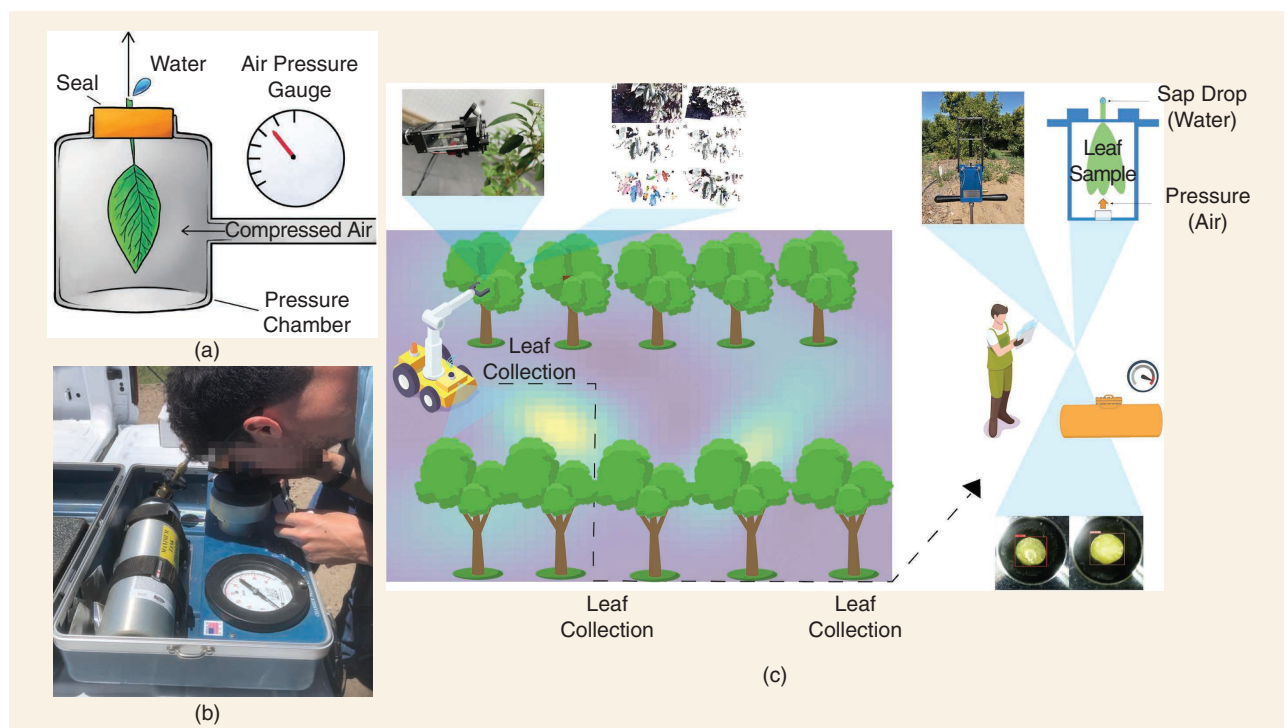 Water
Seal
Air Pressure
Gauge
Compressed Air
Pressure
Chamber
(a)
(b)
Leaf
Collection
Leaf
Collection
Leaf
Collection
Sap Drop
(Water)
Leaf
Sample
Pressure
(Air)
(c)